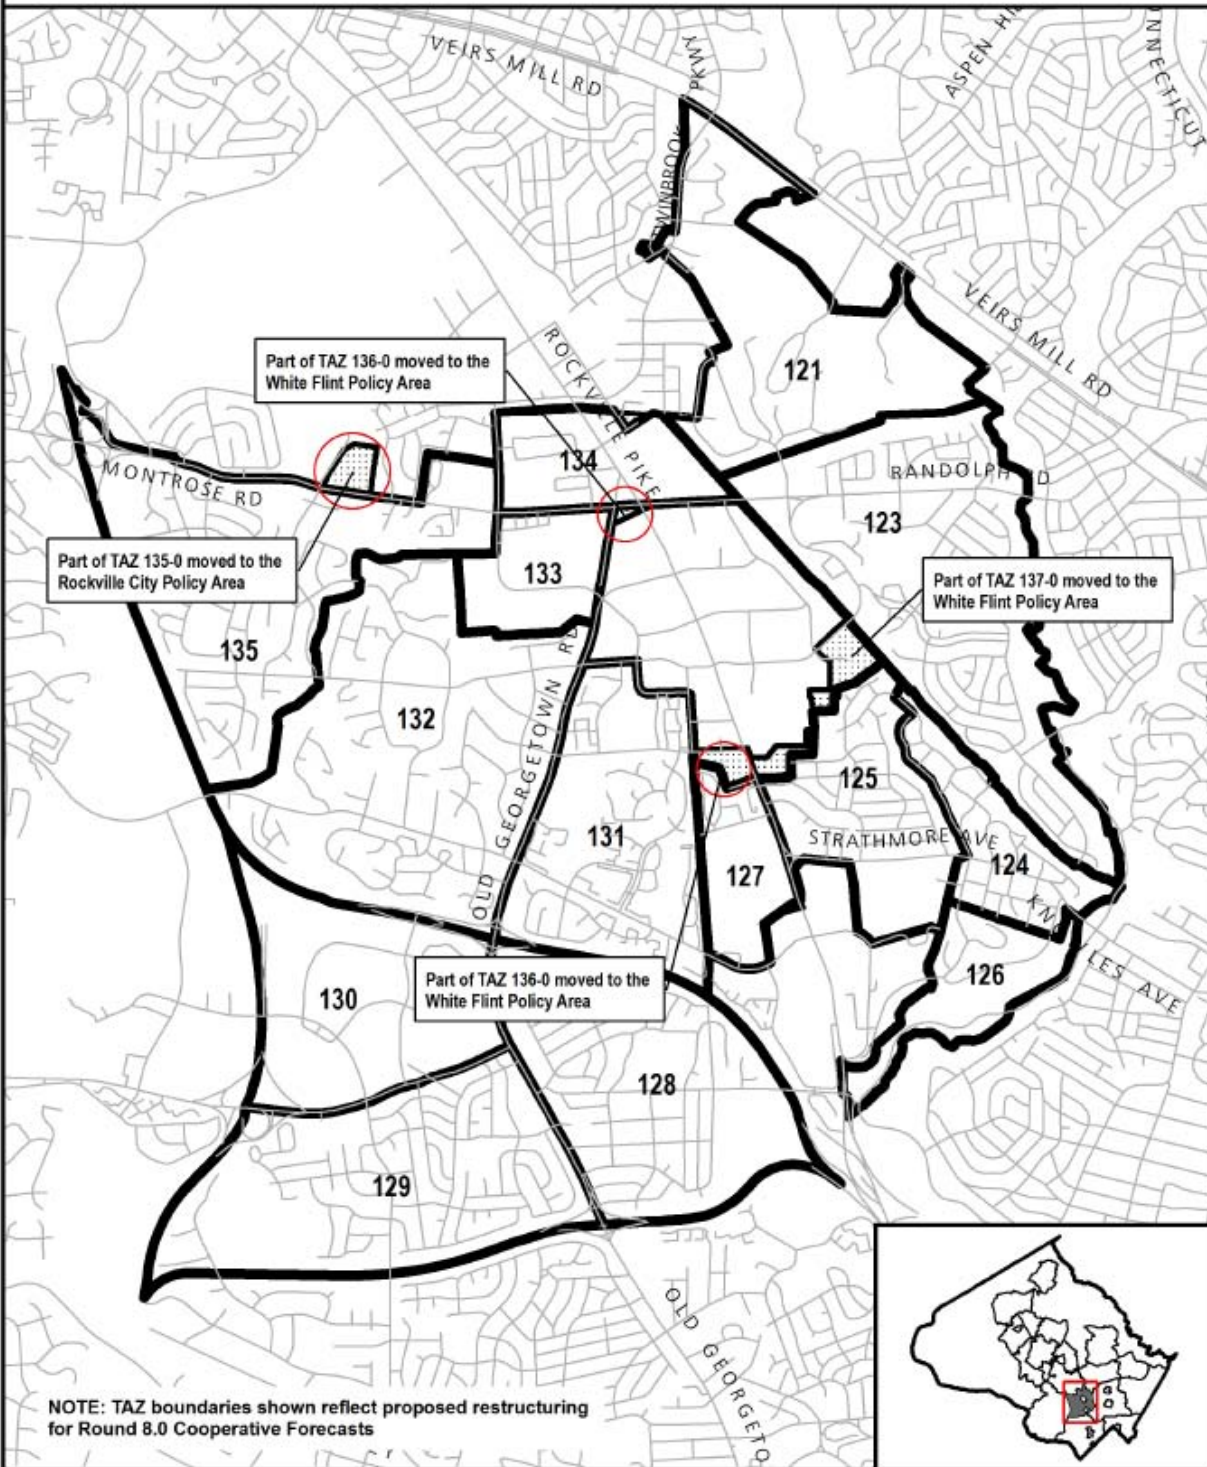 VEIRS MILL RD
PKWY
TWINBROOK
ASPEN HI
ONNECTICUT
VEIRS MILL RD
Part of TAZ 136-0 moved to the
White Flint Policy Area
ROCKVILLE PIKE
121
134
RANDOLPH RD
MONTROSE RD
123
Part of TAZ 135-0 moved to the
Rockville City Policy Area
133
Part of TAZ 137-0 moved to the
White Flint Policy Area
135
132
OLD GEORGETOWN RD
125
131
STRATHMORE AVE
124
127
KN
LES AVE
126
Part of TAZ 136-0 moved to the
White Flint Policy Area
130
128
129
OLD GEORGETO
NOTE: TAZ boundaries shown reflect proposed restructuring
for Round 8.0 Cooperative Forecasts